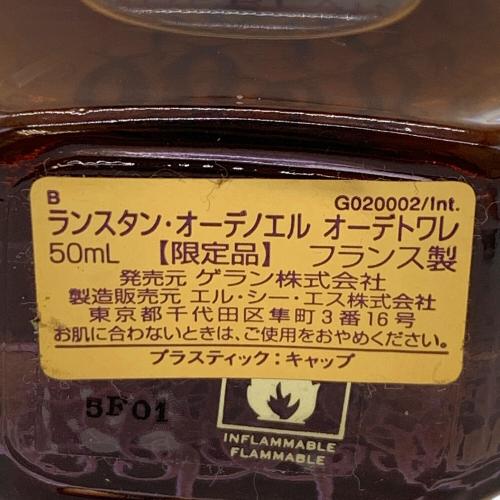 B G020002/Int.
ランスタン・オーデノエル オーデトワレ
50mL 【限定品】 フランス製
発売元 ゲラン株式会社
製造販売元 エル・シー・エス株式会社
東京都千代田区隼町3番16号
お肌に合わないときは、ご使用をおやめください。
プラスティック：キャップ
5F01
INFLAMMABLE
FLAMMABLE